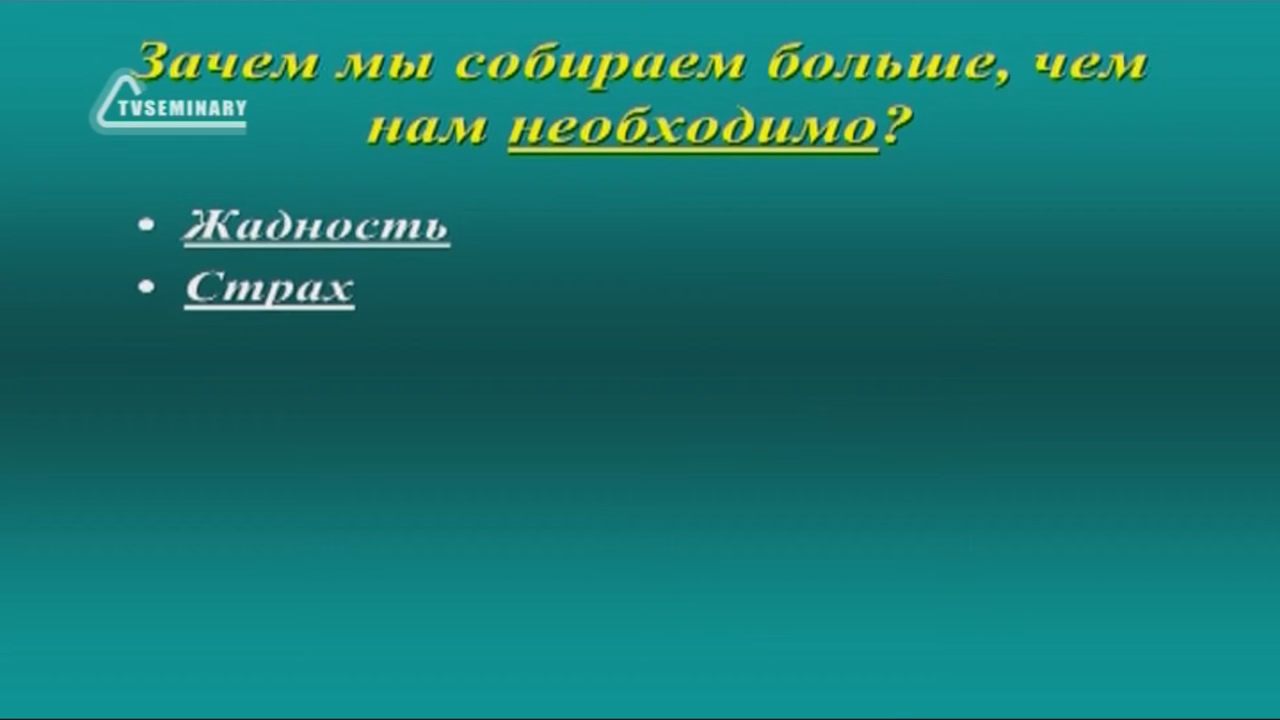 Зачем мы собираем больше, чем
TVSEMINARY
нам необходимо?
• Жадность
• Страх